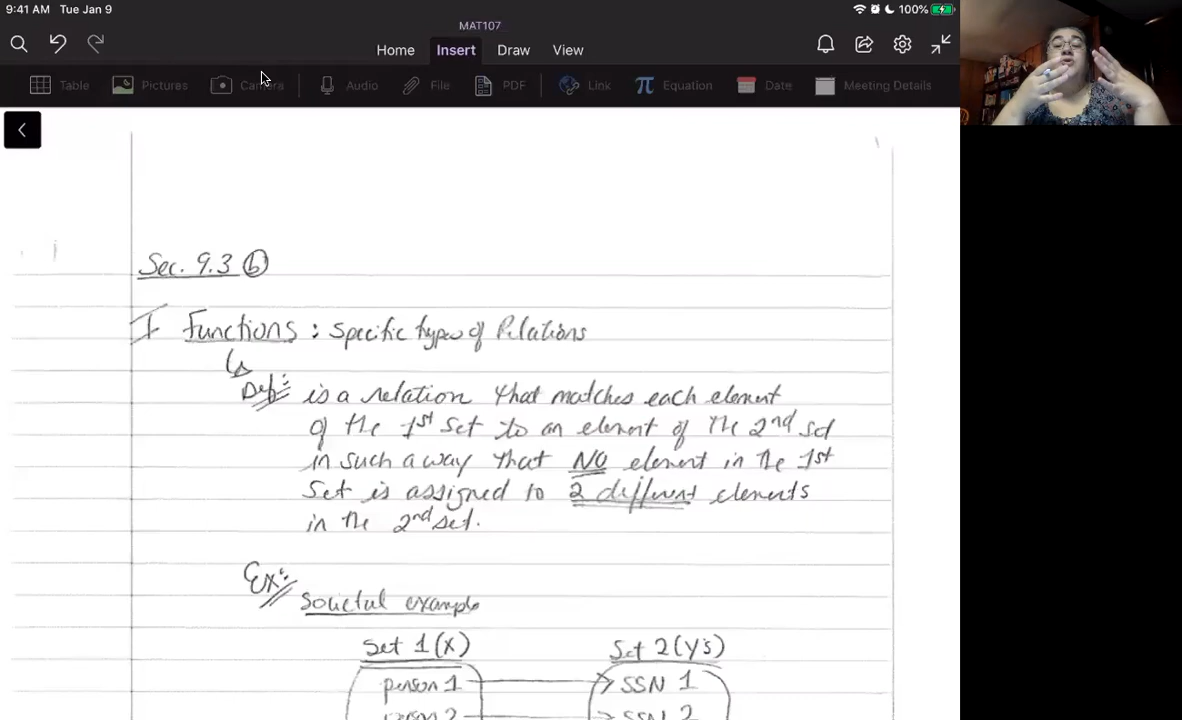 9:41 AM Tue Jan 9
100%
MAT107
Home Insert Draw View
Table Pictures Camera Audio File PDF Link Equation Date Meeting Details
Sec. 9.3 b
I Functions : specific types of Relations
Def: is a relation that matches each element
of the 1st set to an element of the 2nd set
in such a way that NO element in the 1st
Set is assigned to 2 different elements
in the 2nd set.
Ex:
Societal example
Set 1 (X) Set 2 (Y's)
person 1 SSN 1
person 2 SSN 2